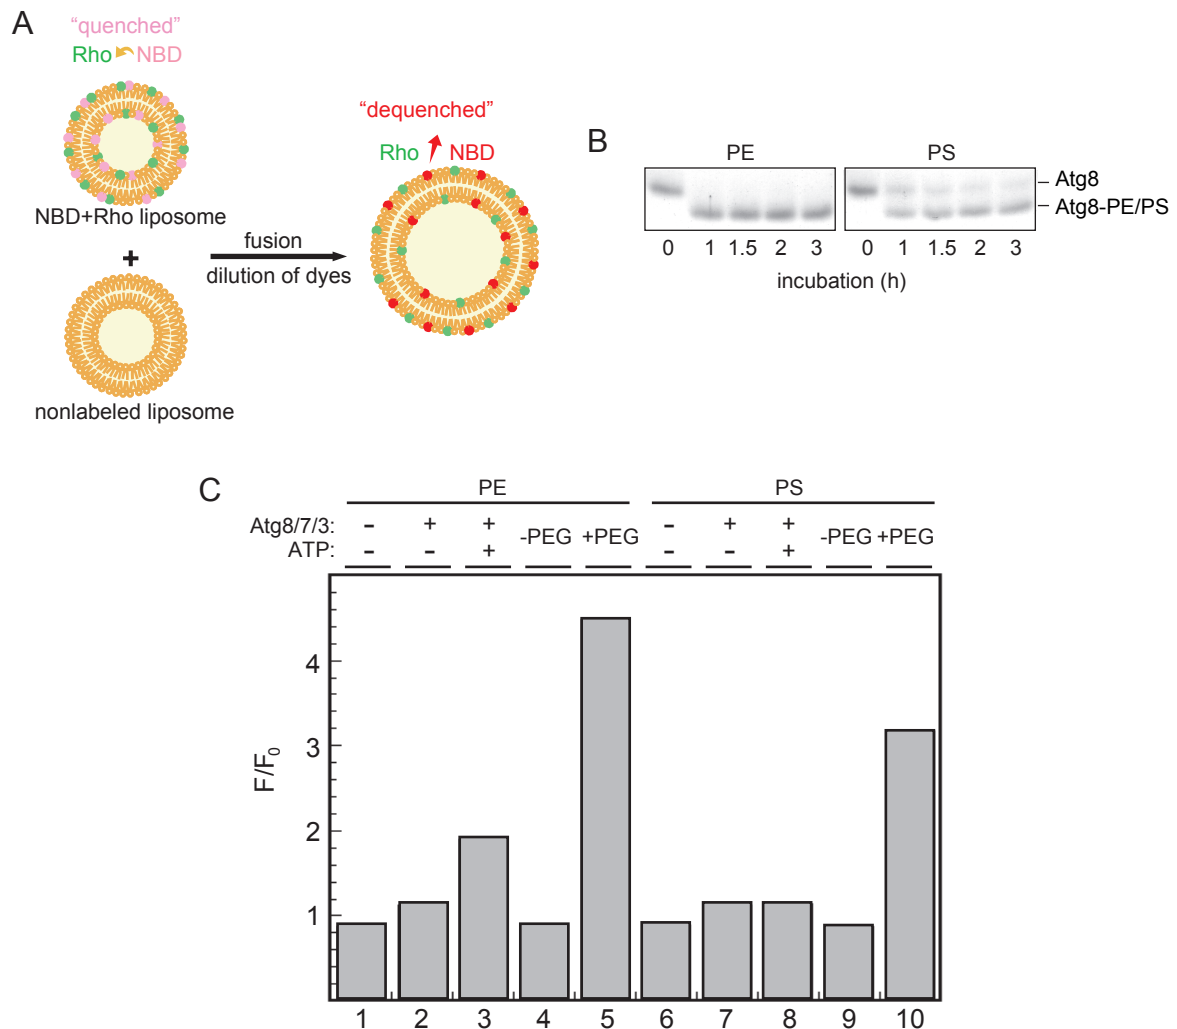 A
“quenched”
Rho NBD
NBD+Rho liposome
+
nonlabeled liposome
fusion
dilution of dyes
“dequenched”
Rho NBD
B
PE PS
Atg8
Atg8-PE/PS
0 1 1.5 2 3 0 1 1.5 2 3
incubation (h)
C
PE PS
Atg8/7/3: - + + -PEG +PEG - + + -PEG +PEG
ATP: - - + - - +
4
3
2
1
F/F0
1 2 3 4 5 6 7 8 9 10